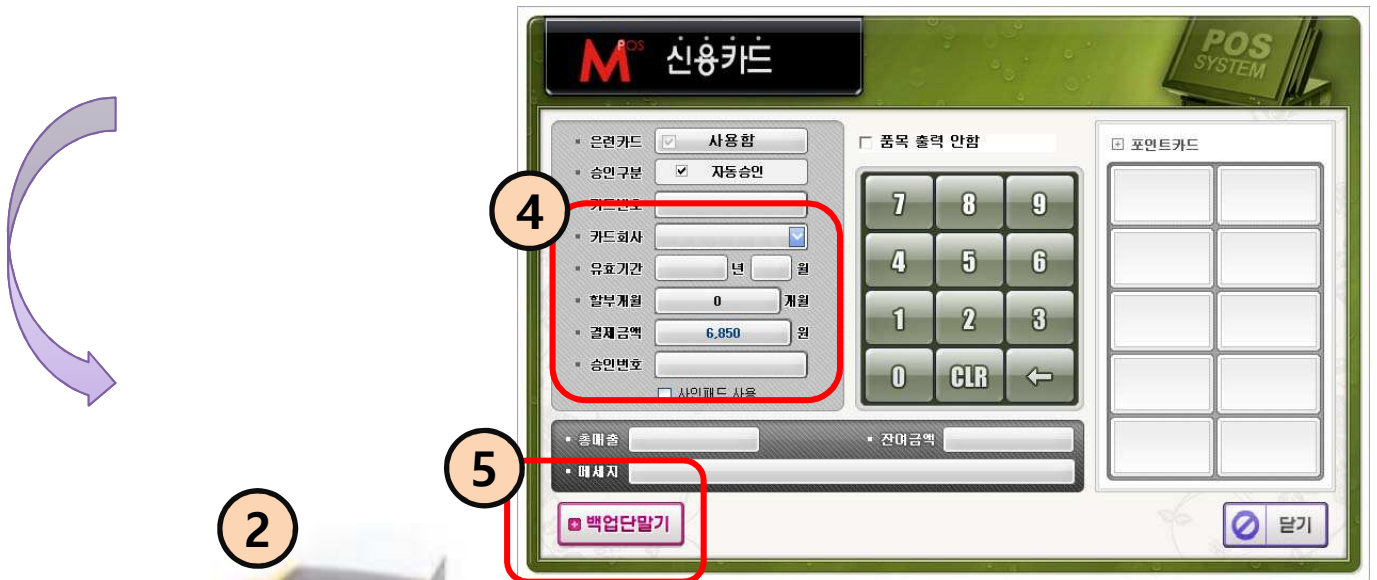 MPOS 신용카드
POS
SYSTEM
은련카드 사용함
품목 출력 안함
포인트카드
승인구분 자동승인
4
카드번호
카드회사
유효기간 년 월
할부개월 0 개월
결제금액 6,850 원
승인번호
사인패드 사용
7 8 9
4 5 6
1 2 3
0 CLR ←
총매출
잔여금액
5
메세지
백업단말기
닫기
2